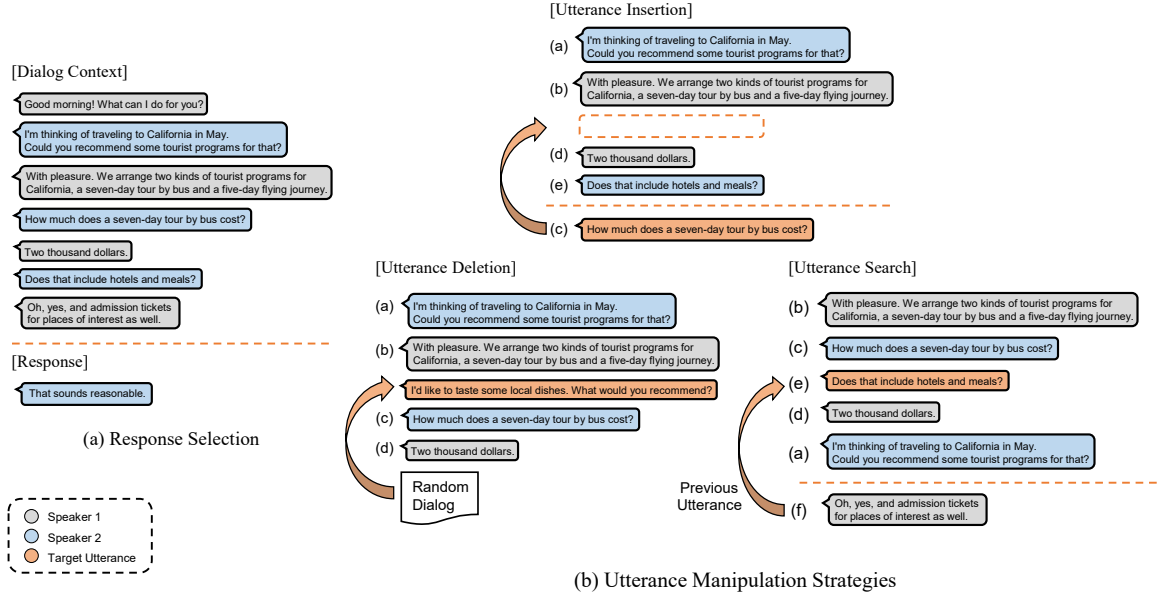 [Dialog Context]
Good morning! What can I do for you?
I'm thinking of traveling to California in May.
Could you recommend some tourist programs for that?
With pleasure. We arrange two kinds of tourist programs for
California, a seven-day tour by bus and a five-day flying journey.
How much does a seven-day tour by bus cost?
Two thousand dollars.
Does that include hotels and meals?
Oh, yes, and admission tickets
for places of interest as well.
[Response]
That sounds reasonable.
(a) Response Selection
Speaker 1
Speaker 2
Target Utterance
[Utterance Insertion]
(a)
I'm thinking of traveling to California in May.
Could you recommend some tourist programs for that?
(b)
With pleasure. We arrange two kinds of tourist programs for
California, a seven-day tour by bus and a five-day flying journey.
(d)
Two thousand dollars.
(e)
Does that include hotels and meals?
(c)
How much does a seven-day tour by bus cost?
[Utterance Deletion]
(a)
I'm thinking of traveling to California in May.
Could you recommend some tourist programs for that?
(b)
With pleasure. We arrange two kinds of tourist programs for
California, a seven-day tour by bus and a five-day flying journey.
I'd like to taste some local dishes. What would you recommend?
(c)
How much does a seven-day tour by bus cost?
(d)
Two thousand dollars.
Random
Dialog
[Utterance Search]
(b)
With pleasure. We arrange two kinds of tourist programs for
California, a seven-day tour by bus and a five-day flying journey.
(c)
How much does a seven-day tour by bus cost?
(e)
Does that include hotels and meals?
(d)
Two thousand dollars.
(a)
I'm thinking of traveling to California in May.
Could you recommend some tourist programs for that?
Previous
Utterance
(f)
Oh, yes, and admission tickets
for places of interest as well.
(b) Utterance Manipulation Strategies